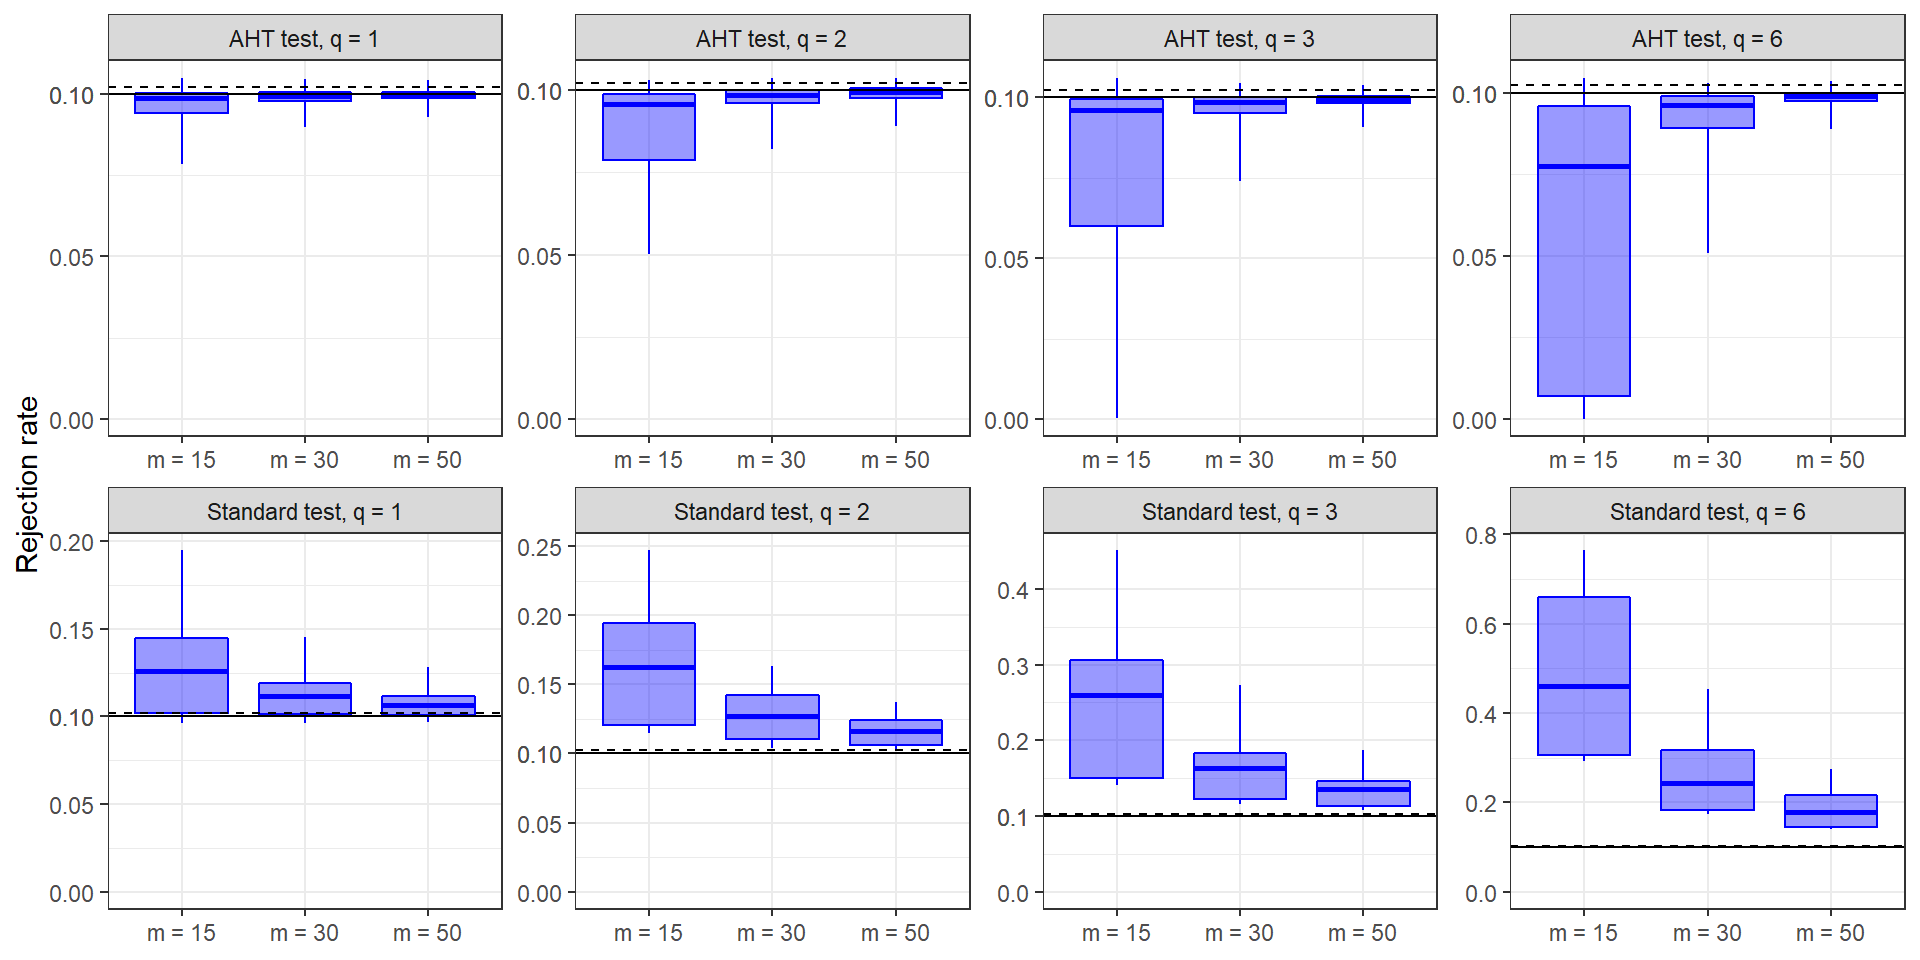 AHT test, q = 1
AHT test, q = 2
AHT test, q = 3
AHT test, q = 6
0.10
0.05
0.00
0.10
0.05
0.00
0.10
0.05
0.00
0.10
0.05
0.00
m = 15 m = 30 m = 50
m = 15 m = 30 m = 50
m = 15 m = 30 m = 50
m = 15 m = 30 m = 50
Rejection rate
Standard test, q = 1
Standard test, q = 2
Standard test, q = 3
Standard test, q = 6
0.20
0.15
0.10
0.05
0.00
0.25
0.20
0.15
0.10
0.05
0.00
0.4
0.3
0.2
0.1
0.0
0.8
0.6
0.4
0.2
0.0
m = 15 m = 30 m = 50
m = 15 m = 30 m = 50
m = 15 m = 30 m = 50
m = 15 m = 30 m = 50